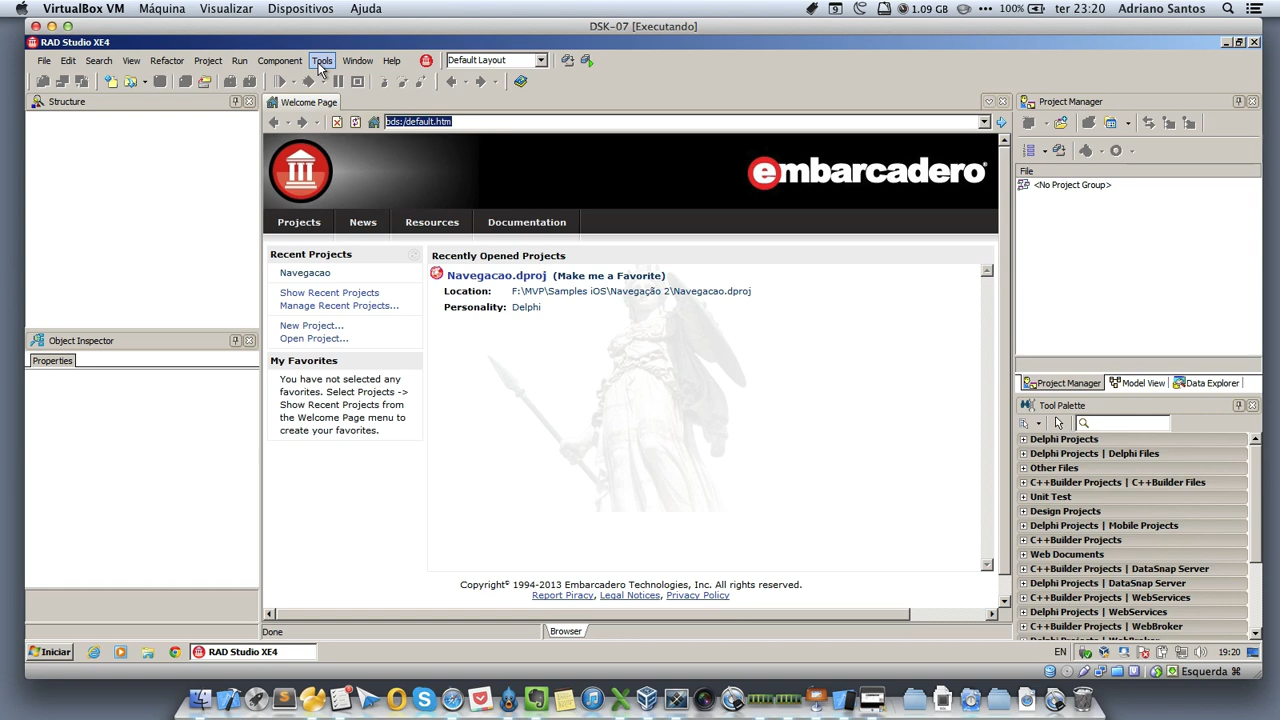 VirtualBox VM Máquina Visualizar Dispositivos Ajuda 9 1.09 GB 100% ter 23:20 Adriano Santos
DSK-07 [Executando]
RAD Studio XE4
File Edit Search View Refactor Project Run Component Tools Window Help Default Layout
Structure
Welcome Page
Project Manager
bds:/default.htm
embarcadero
File
<No Project Group>
Projects News Resources Documentation
Recent Projects
Navegacao
Show Recent Projects
Manage Recent Projects...
New Project...
Open Project...
My Favorites
You have not selected any
favorites. Select Projects ->
Show Recent Projects from
the Welcome Page menu to
create your favorites.
Recently Opened Projects
Navegacao.dproj (Make me a Favorite)
Location: F:\MVP\Samples iOS\Navegação 2\Navegacao.dproj
Personality: Delphi
Object Inspector
Properties
Project Manager Model View Data Explorer
Tool Palette
Delphi Projects
Delphi Projects | Delphi Files
Other Files
C++Builder Projects | C++Builder Files
Unit Test
Design Projects
Delphi Projects | Mobile Projects
C++Builder Projects
Web Documents
C++Builder Projects | DataSnap Server
Delphi Projects | DataSnap Server
C++Builder Projects | WebServices
Delphi Projects | WebServices
C++Builder Projects | WebBroker
Delphi Projects | WebBroker
Copyright© 1994-2013 Embarcadero Technologies, Inc. All rights reserved.
Report Piracy, Legal Notices, Privacy Policy
Done
Browser
Iniciar RAD Studio XE4 EN 19:20
Esquerda ⌘